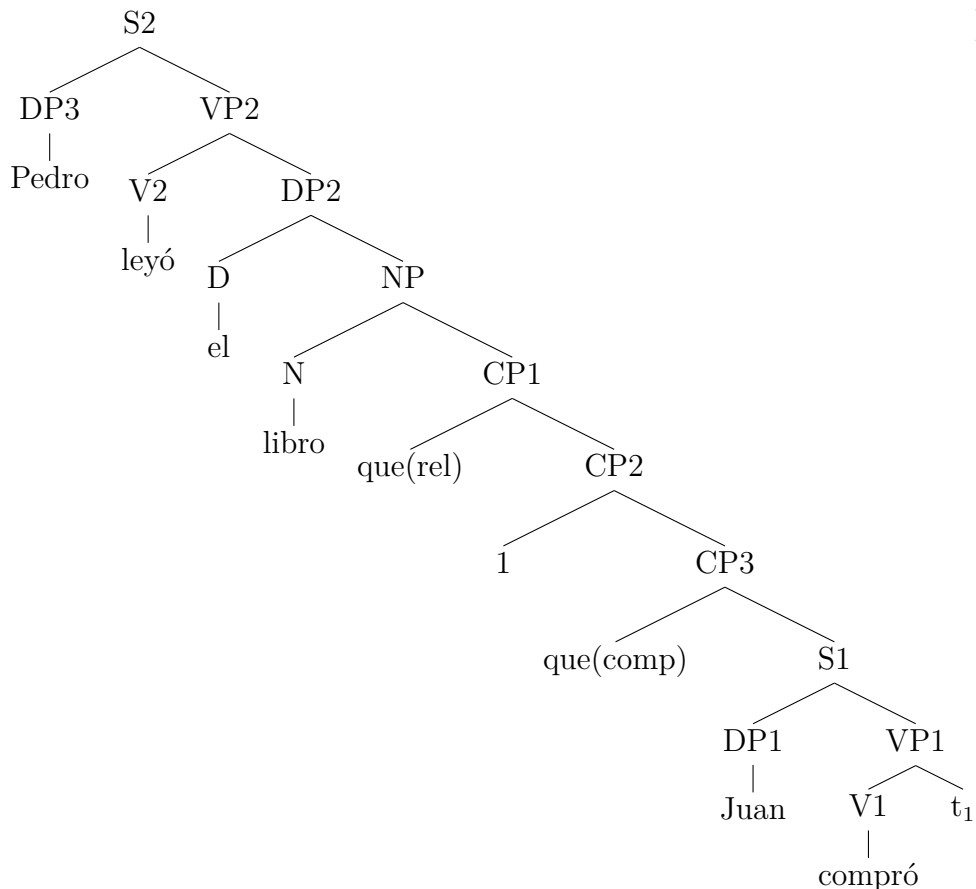 S2
DP3 VP2
Pedro V2 DP2
leyó D NP
el N CP1
libro que(rel) CP2
1 CP3
que(comp) S1
DP1 VP1
Juan V1 t₁
compró